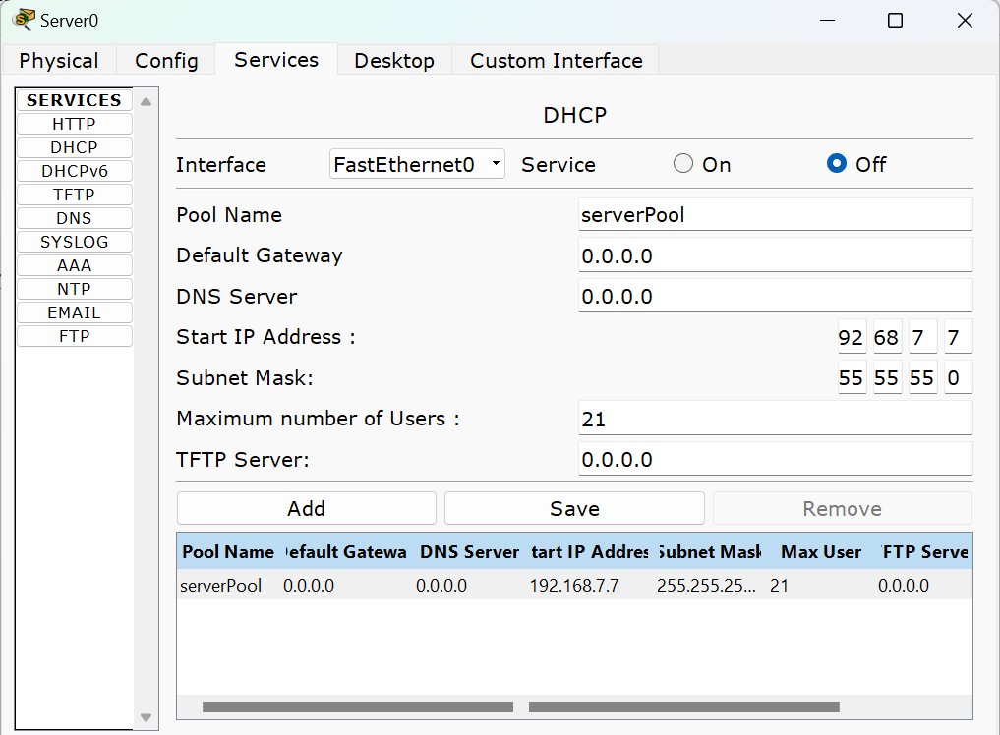 Server0
Physical Config Services Desktop Custom Interface
SERVICES
HTTP
DHCP
DHCPv6
TFTP
DNS
SYSLOG
AAA
NTP
EMAIL
FTP
DHCP
Interface FastEthernet0 Service On Off
Pool Name serverPool
Default Gateway 0.0.0.0
DNS Server 0.0.0.0
Start IP Address : 92 68 7 7
Subnet Mask: 55 55 55 0
Maximum number of Users : 21
TFTP Server: 0.0.0.0
Add Save Remove
Pool Name efault Gatewa DNS Server tart IP Addres Subnet Mask Max User FTP Serve
serverPool 0.0.0.0 0.0.0.0 192.168.7.7 255.255.25... 21 0.0.0.0